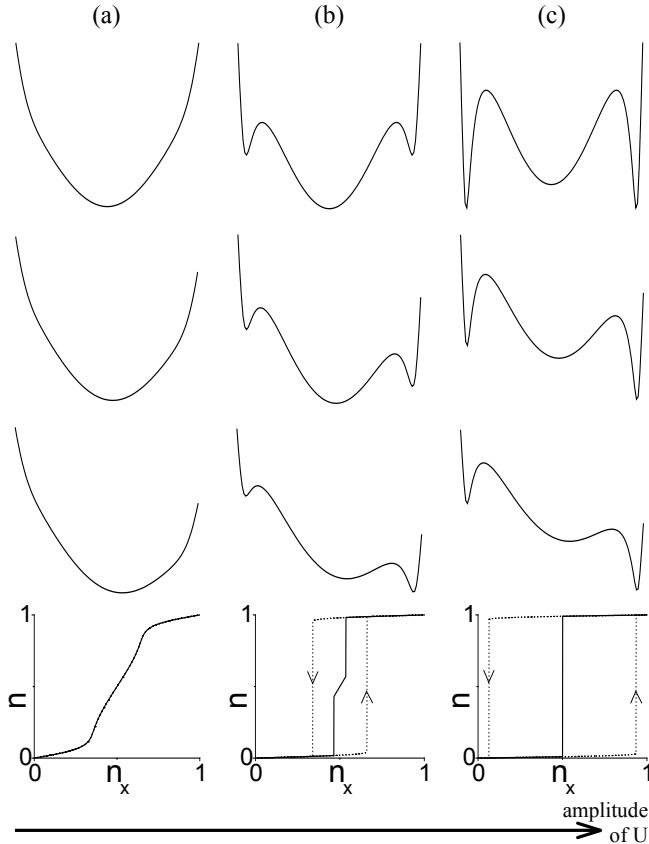 (a) (b) (c)
1 1 1
n n n
0 0 0
0 1 0 1 0 1
n_x n_x n_x
amplitude
of U